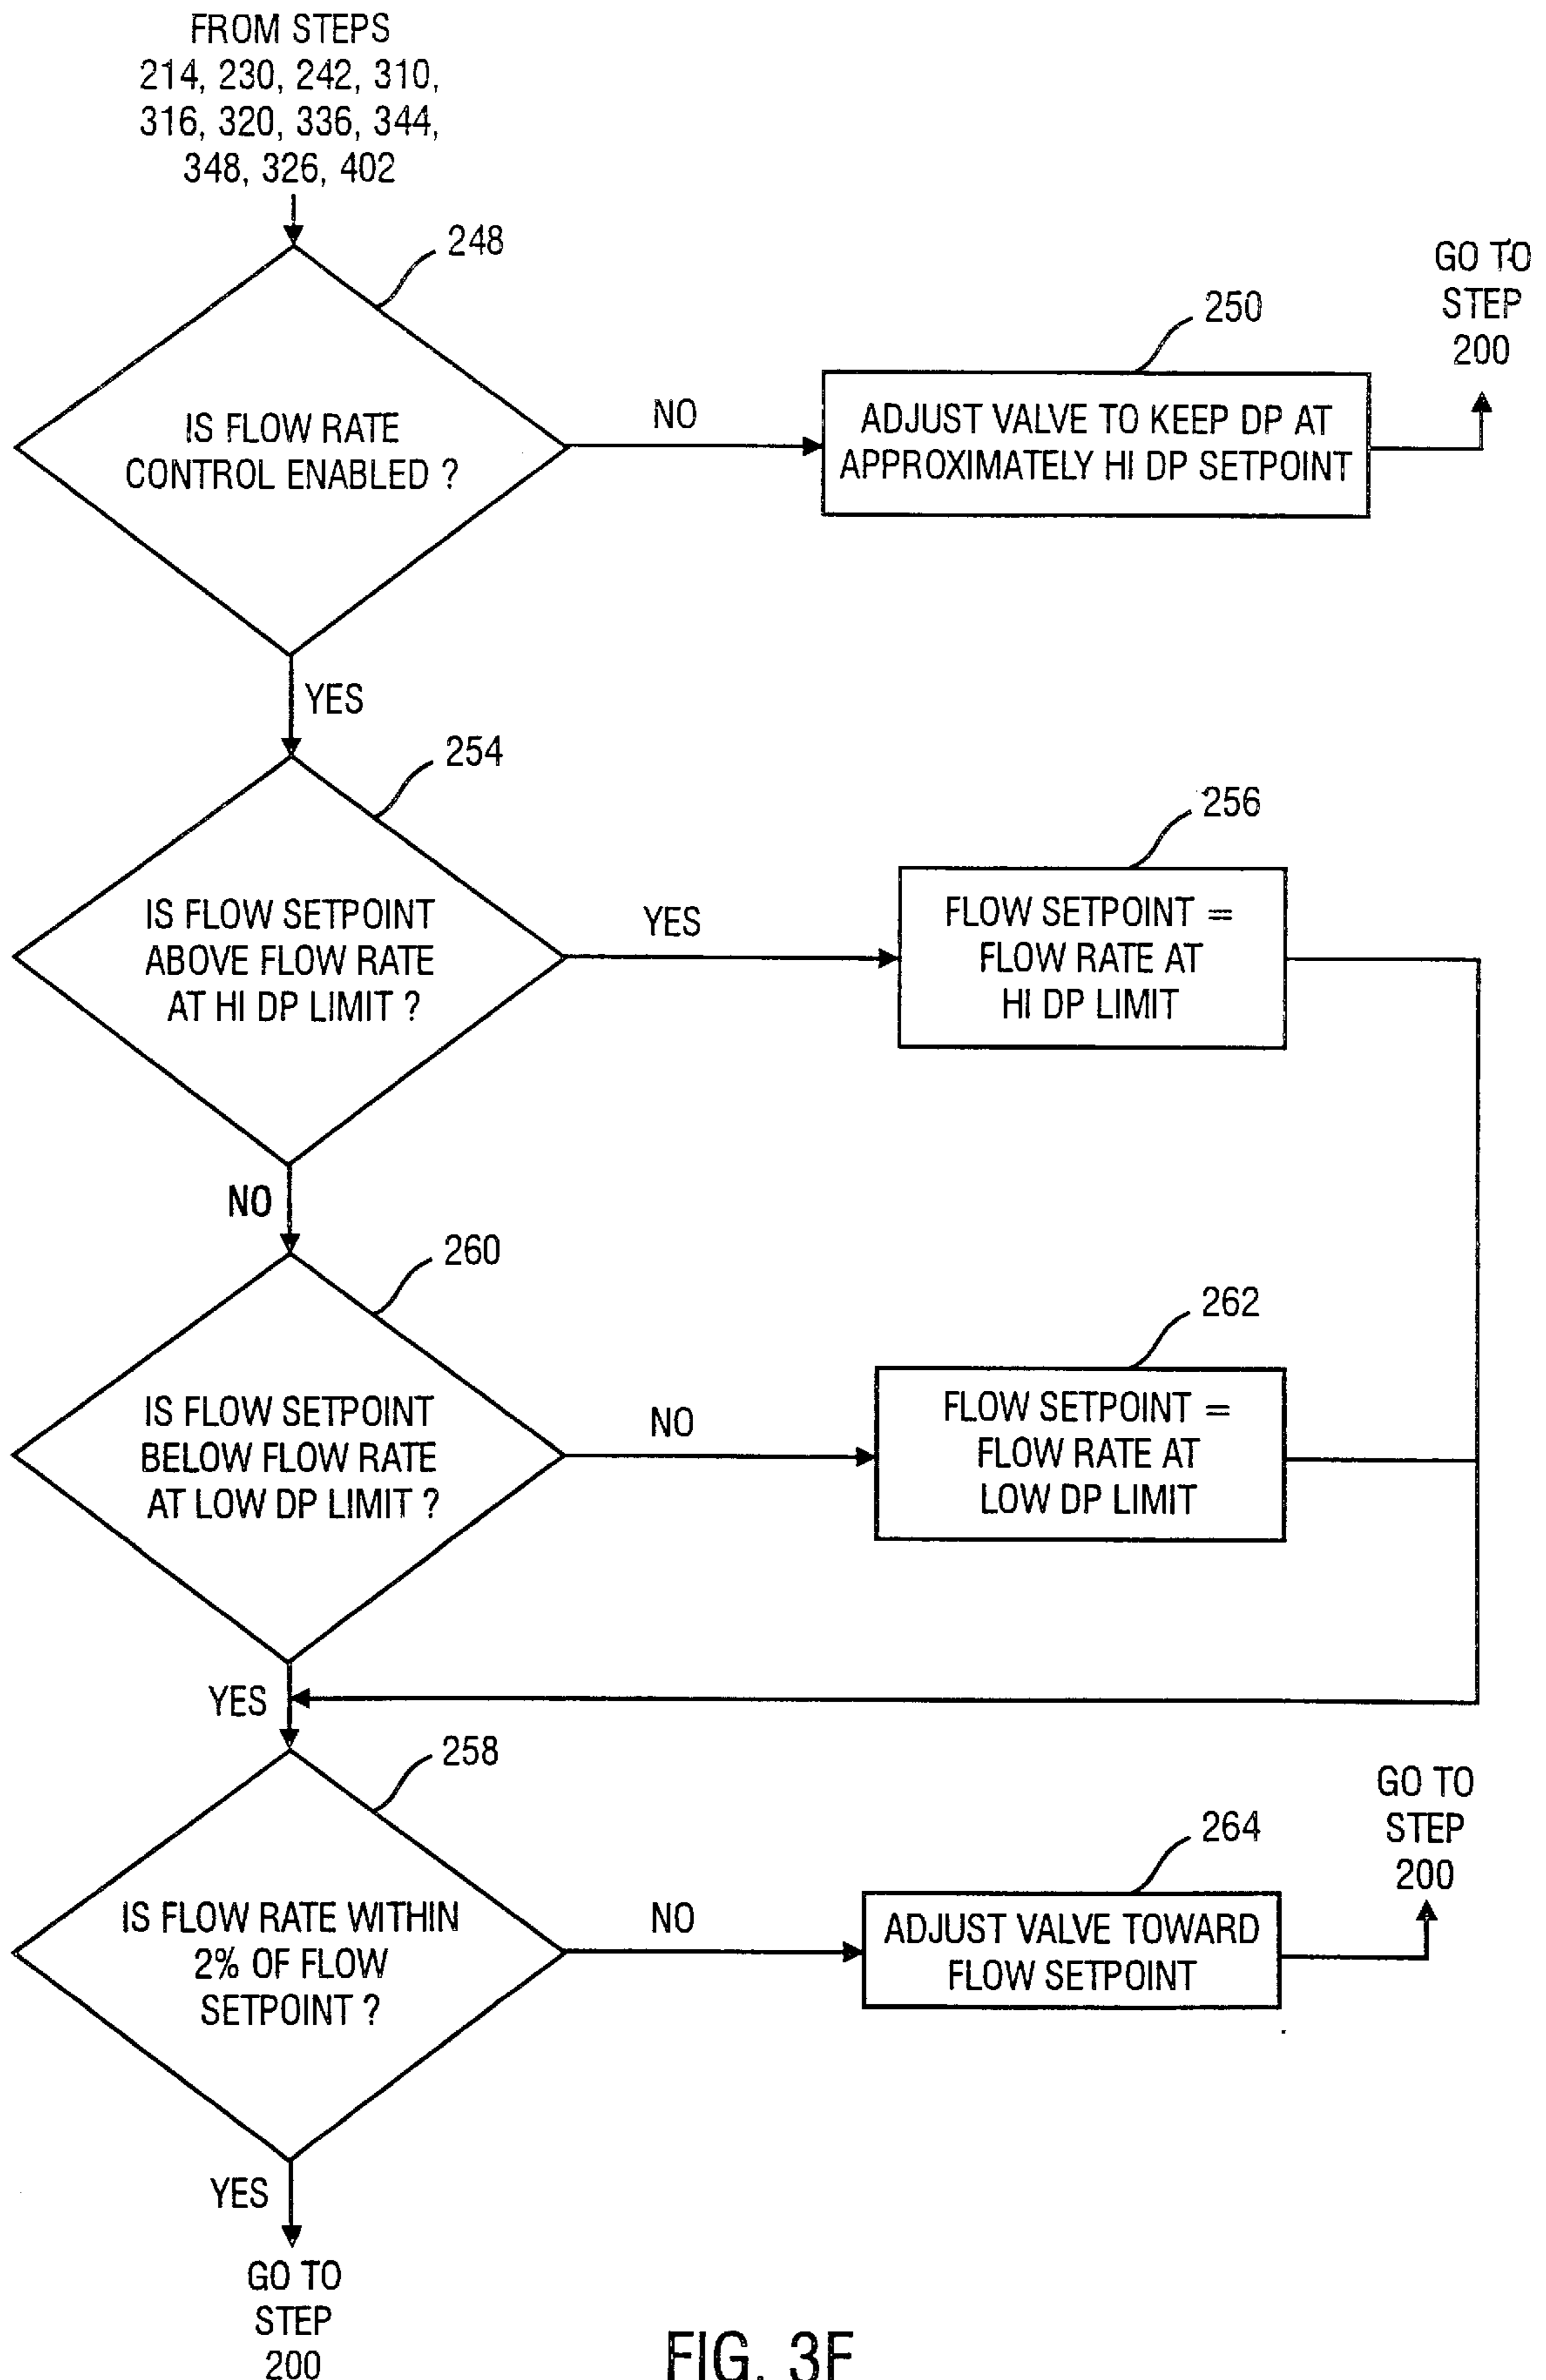 FROM STEPS
214, 230, 242, 310,
316, 320, 336, 344,
348, 326, 402
248
IS FLOW RATE
CONTROL ENABLED ?
NO
250
ADJUST VALVE TO KEEP DP AT
APPROXIMATELY HI DP SETPOINT
GO TO
STEP
200
YES
254
IS FLOW SETPOINT
ABOVE FLOW RATE
AT HI DP LIMIT ?
YES
256
FLOW SETPOINT =
FLOW RATE AT
HI DP LIMIT
NO
260
IS FLOW SETPOINT
BELOW FLOW RATE
AT LOW DP LIMIT ?
NO
262
FLOW SETPOINT =
FLOW RATE AT
LOW DP LIMIT
YES
258
IS FLOW RATE WITHIN
2% OF FLOW
SETPOINT ?
NO
264
ADJUST VALVE TOWARD
FLOW SETPOINT
GO TO
STEP
200
YES
GO TO
STEP
200
FIG. 3F